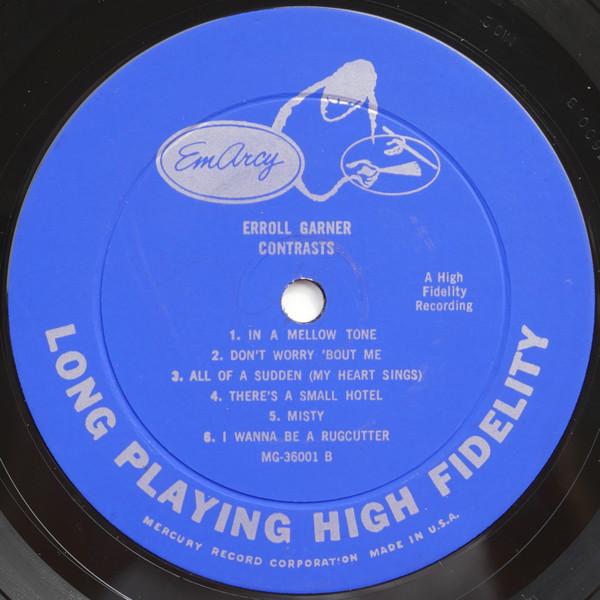 EmArcy
ERROLL GARNER
CONTRASTS
A High
Fidelity
Recording
1. IN A MELLOW TONE
2. DON'T WORRY 'BOUT ME
3. ALL OF A SUDDEN (MY HEART SINGS)
4. THERE'S A SMALL HOTEL
5. MISTY
6. I WANNA BE A RUGCUTTER
MG-36001 B
LONG PLAYING HIGH FIDELITY
MERCURY RECORD CORPORATION MADE IN U.S.A.